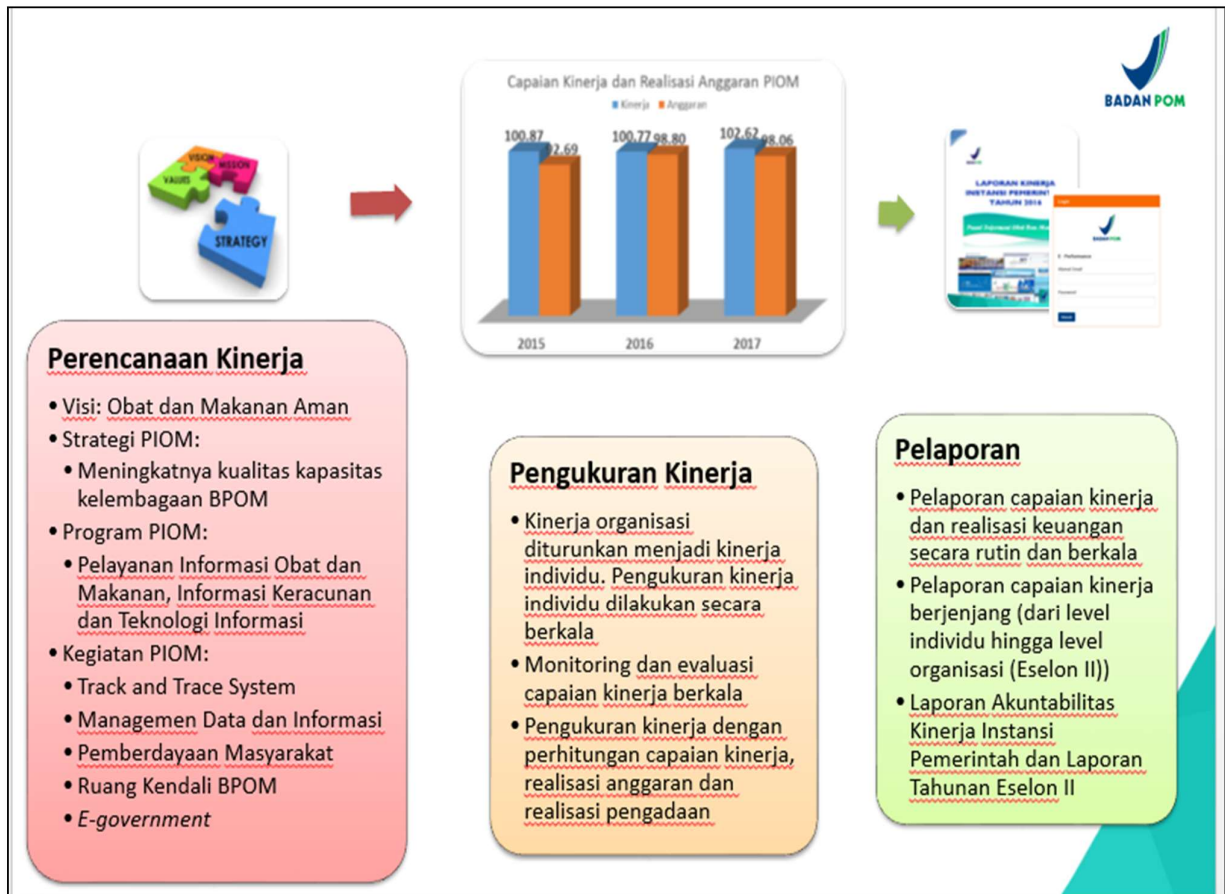 BADAN POM
VALUES
VISION
MISSION
STRATEGY
Capaian Kinerja dan Realisasi Anggaran PIOM
Kinerja Anggaran
100.87
100.77
98.80
102.62
2015 2016 2017
LAPORAN KINERJA
TAHUN 2016
BADAN POM
Perencanaan Kinerja
• Visi: Obat dan Makanan Aman
• Strategi PIOM:
• Meningkatnya kualitas kapasitas
kelembagaan BPOM
• Program PIOM:
• Pelayanan Informasi Obat dan
Makanan, Informasi Keracunan
dan Teknologi Informasi
• Kegiatan PIOM:
• Track and Trace System
• Managemen Data dan Informasi
• Pemberdayaan Masyarakat
• Ruang Kendali BPOM
• E-government
Pengukuran Kinerja
• Kinerja organisasi
diturunkan menjadi kinerja
individu. Pengukuran kinerja
individu dilakukan secara
berkala
• Monitoring dan evaluasi
capaian kinerja berkala
• Pengukuran kinerja dengan
perhitungan capaian kinerja,
realisasi anggaran dan
realisasi pengadaan
Pelaporan
• Pelaporan capaian kinerja
dan realisasi keuangan
secara rutin dan berkala
• Pelaporan capaian kinerja
berjenjang (dari level
individu hingga level
organisasi (Eselon II))
• Laporan Akuntabilitas
Kinerja Instansi
Pemerintah dan Laporan
Tahunan Eselon II